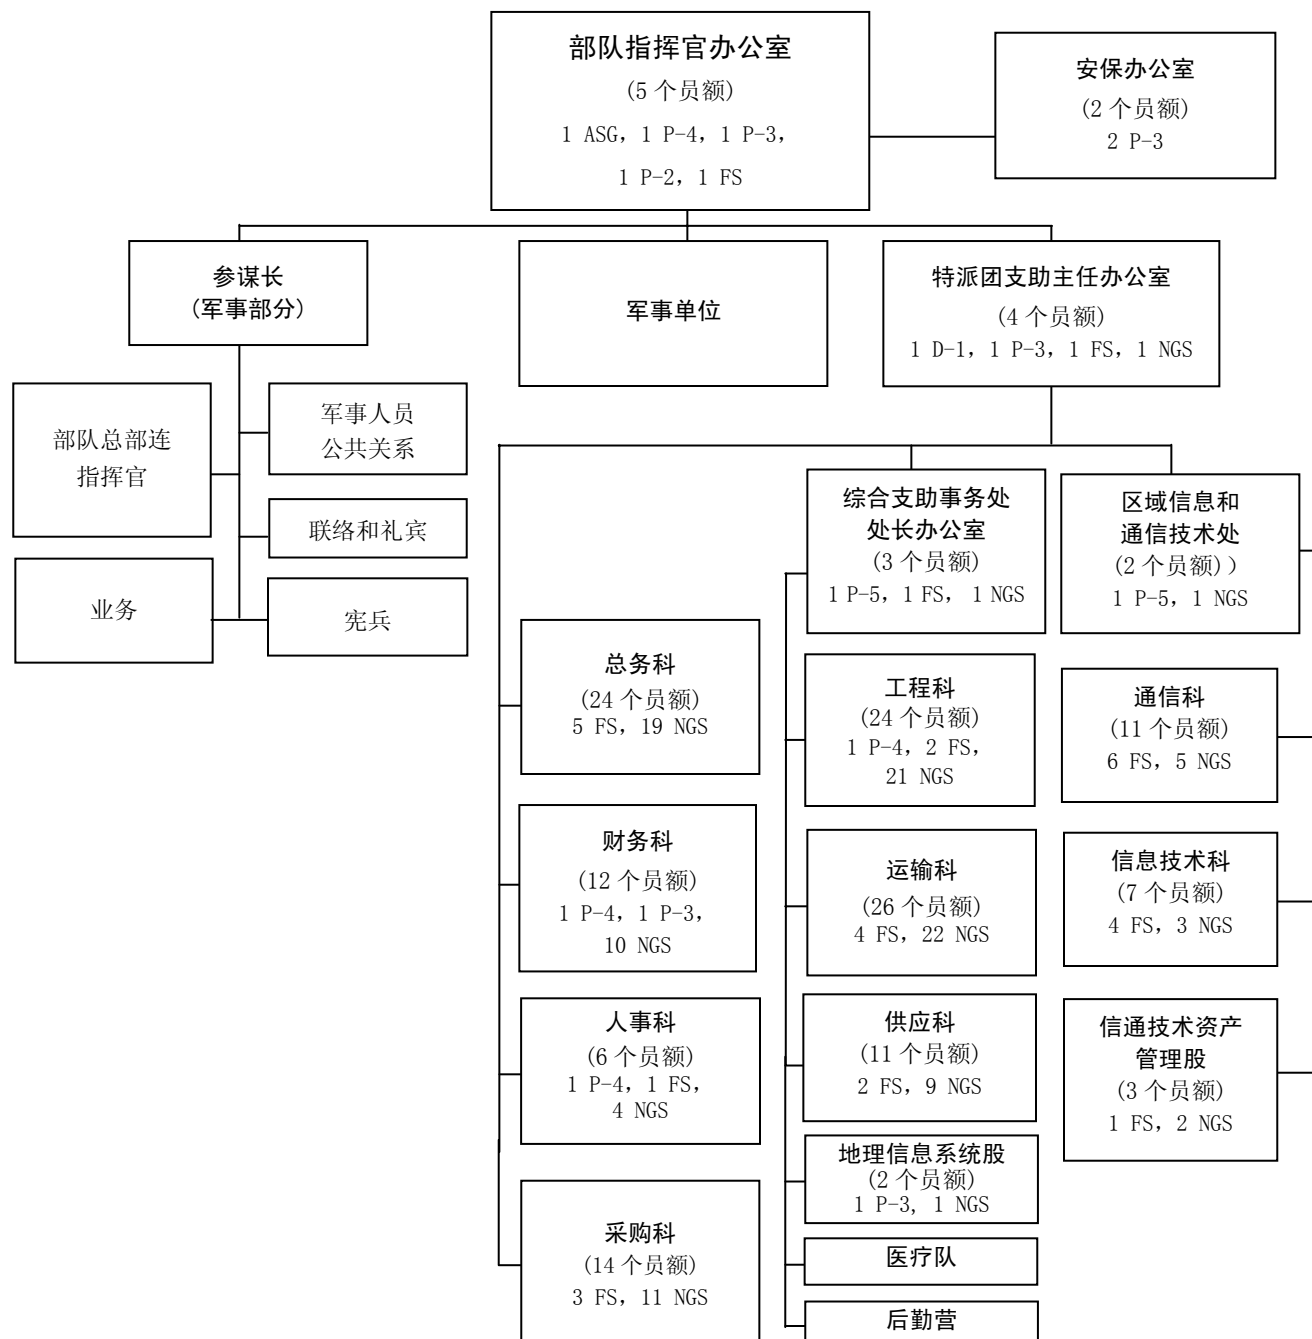 部队指挥官办公室
(5 个员额)
1 ASG，1 P-4，1 P-3，
1 P-2，1 FS
安保办公室
(2 个员额)
2 P-3
参谋长
(军事部分)
军事单位
特派团支助主任办公室
(4 个员额)
1 D-1，1 P-3，1 FS，1 NGS
部队总部连
指挥官
军事人员
公共关系
联络和礼宾
业务
宪兵
总务科
(24 个员额)
5 FS，19 NGS
财务科
(12 个员额)
1 P-4，1 P-3，
10 NGS
人事科
(6 个员额)
1 P-4，1 FS，
4 NGS
采购科
(14 个员额)
3 FS，11 NGS
综合支助事务处
处长办公室
(3 个员额)
1 P-5，1 FS， 1 NGS
工程科
(24 个员额)
1 P-4，2 FS，
21 NGS
运输科
(26 个员额)
4 FS，22 NGS
供应科
(11 个员额)
2 FS，9 NGS
地理信息系统股
(2 个员额)
1 P-3, 1 NGS
医疗队
后勤营
区域信息和
通信技术处
(2 个员额)）
1 P-5，1 NGS
通信科
(11 个员额)
6 FS，5 NGS
信息技术科
(7 个员额)
4 FS，3 NGS
信通技术资产
管理股
(3 个员额)
1 FS，2 NGS